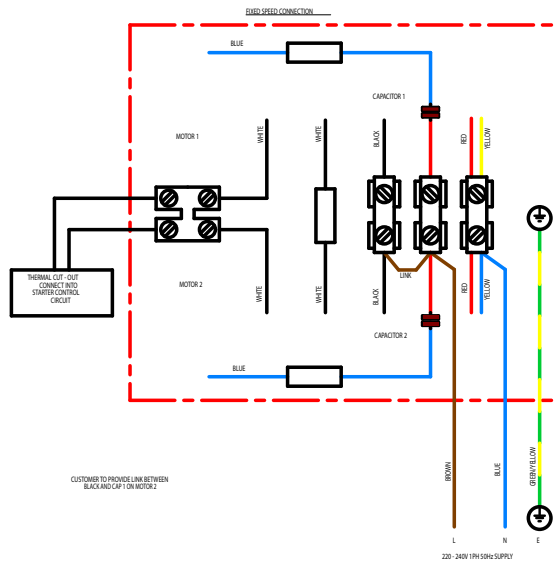 FIXED SPEED CONNECTION
BLUE
CAPACITOR 1
MOTOR 1
WHITE
WHITE
BLACK
RED
YELLOW
THERMAL CUT - OUT
CONNECT INTO
STARTER CONTROL
CIRCUIT
MOTOR 2
LINK
WHITE
WHITE
BLACK
RED
YELLOW
CAPACITOR 2
BLUE
CUSTOMER TO PROVIDE LINK BETWEEN
BLACK AND CAP 1 ON MOTOR 2
BROWN
BLUE
GREEN/YELLOW
L
N
E
220 - 240V 1PH 50Hz SUPPLY